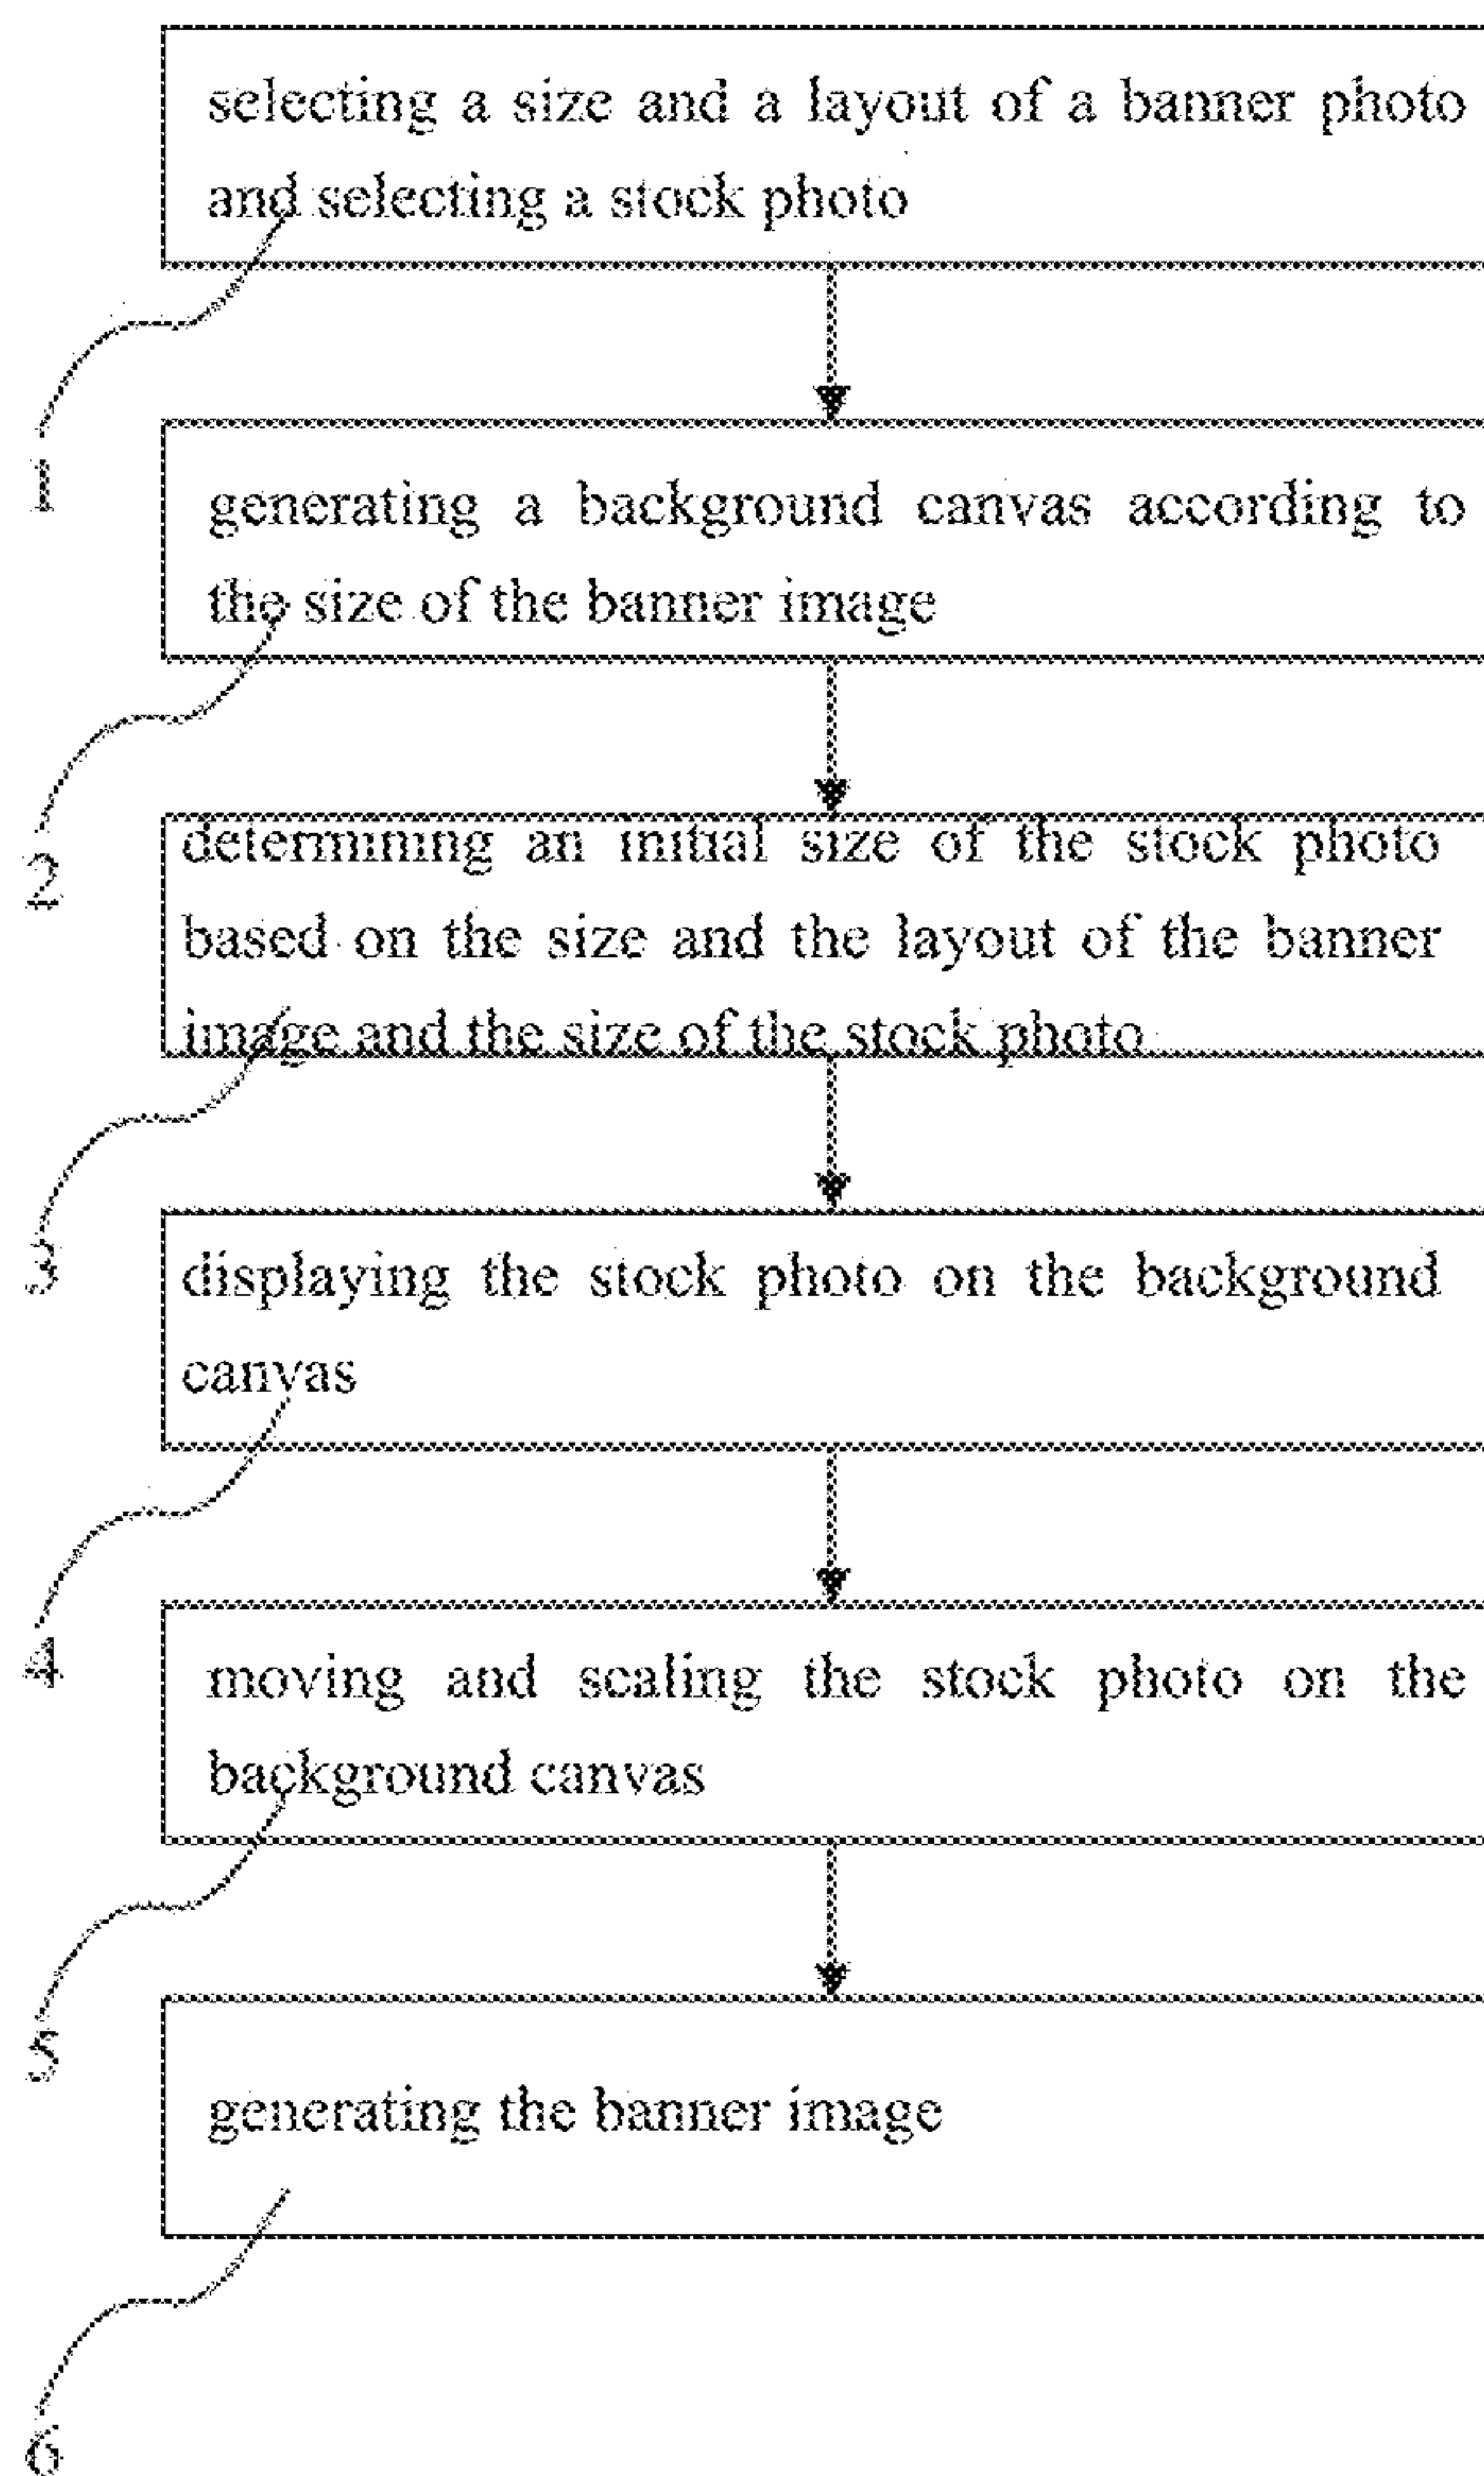 selecting a size and a layout of a banner photo
and selecting a stock photo
1
generating a background canvas according to
the size of the banner image
2
determining an initial size of the stock photo
based on the size and the layout of the banner
image and the size of the stock photo
3
displaying the stock photo on the background
canvas
4
moving and scaling the stock photo on the
background canvas
5
generating the banner image
6